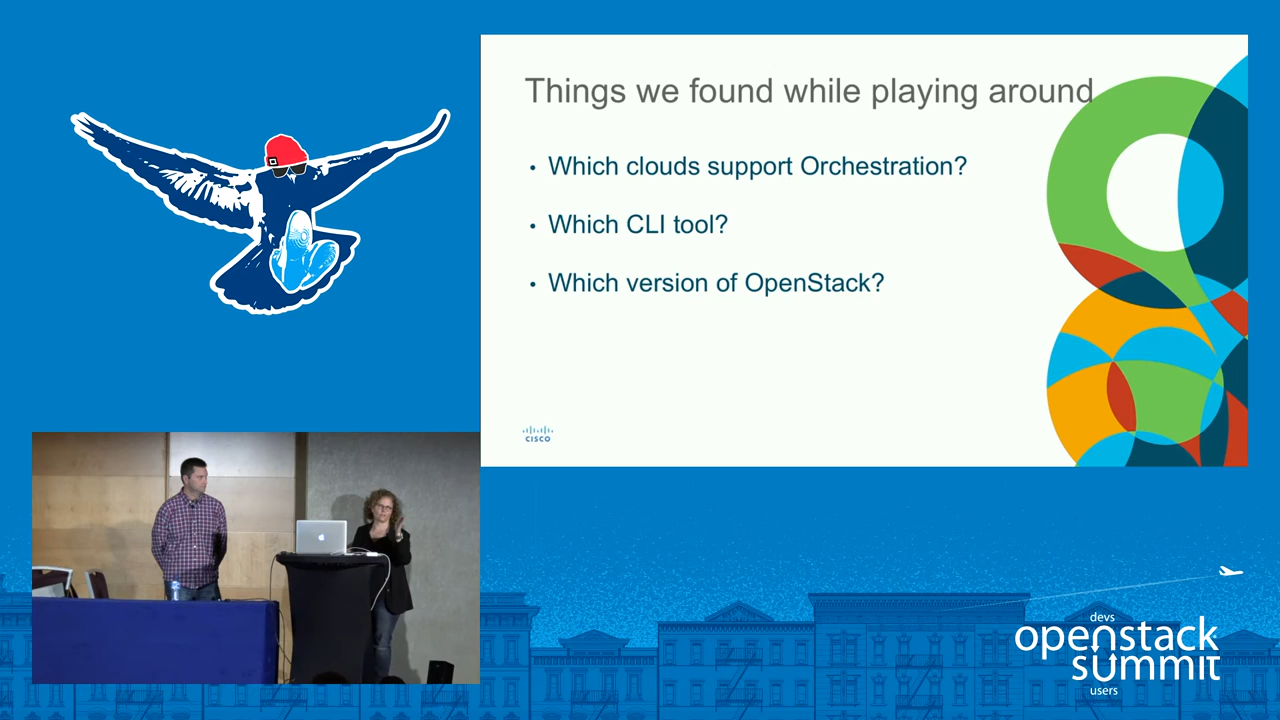 Things we found while playing around
• Which clouds support Orchestration?
• Which CLI tool?
• Which version of OpenStack?
CISCO
devs
openstack
summit
users